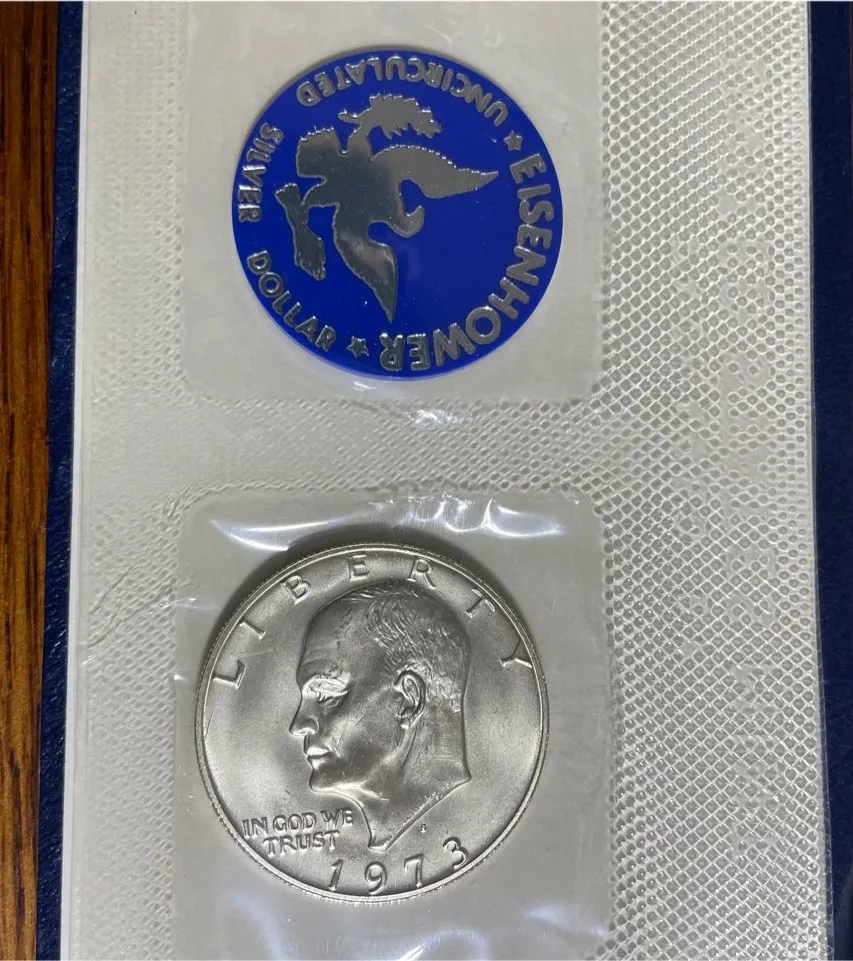 UNCIRCULATED
★ EISENHOWER ★
SILVER DOLLAR
LIBERTY
IN GOD WE
TRUST
S
1973